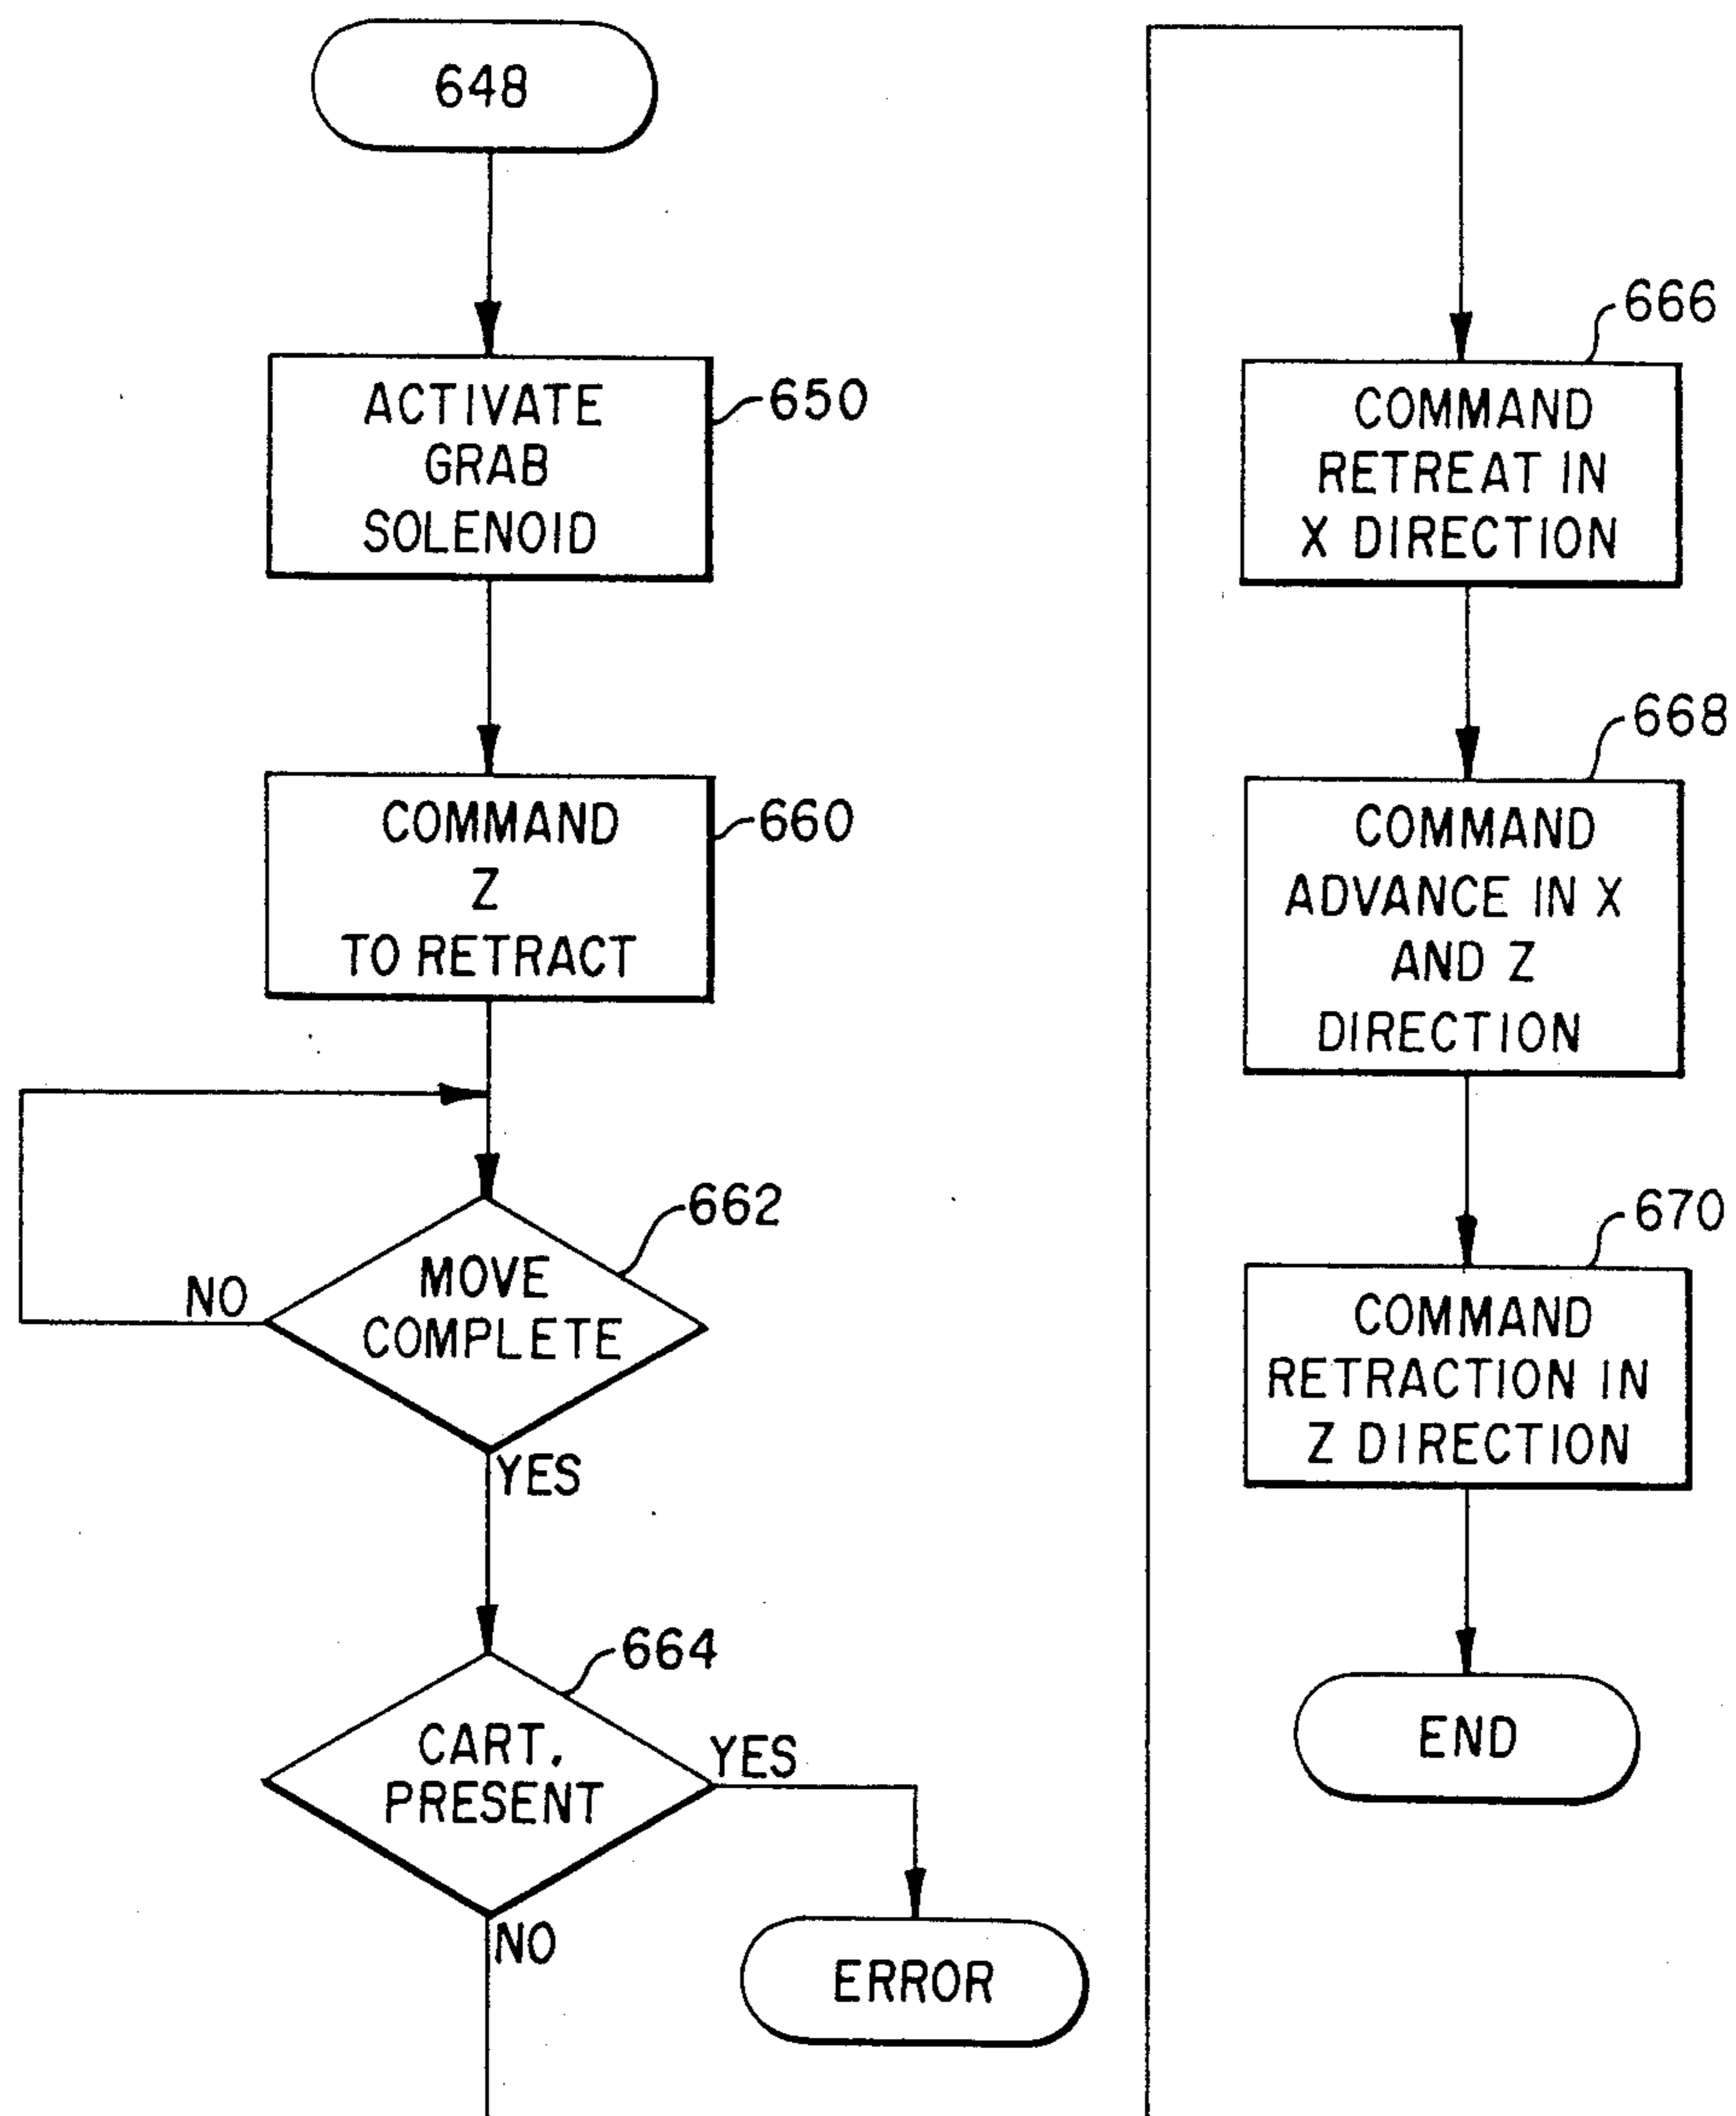 648
ACTIVATE
GRAB
SOLENOID
650
COMMAND
Z
TO RETRACT
660
662
MOVE
COMPLETE
NO
YES
664
CART.
PRESENT
YES
NO
ERROR
666
COMMAND
RETREAT IN
X DIRECTION
668
COMMAND
ADVANCE IN X
AND Z
DIRECTION
670
COMMAND
RETRACTION IN
Z DIRECTION
END